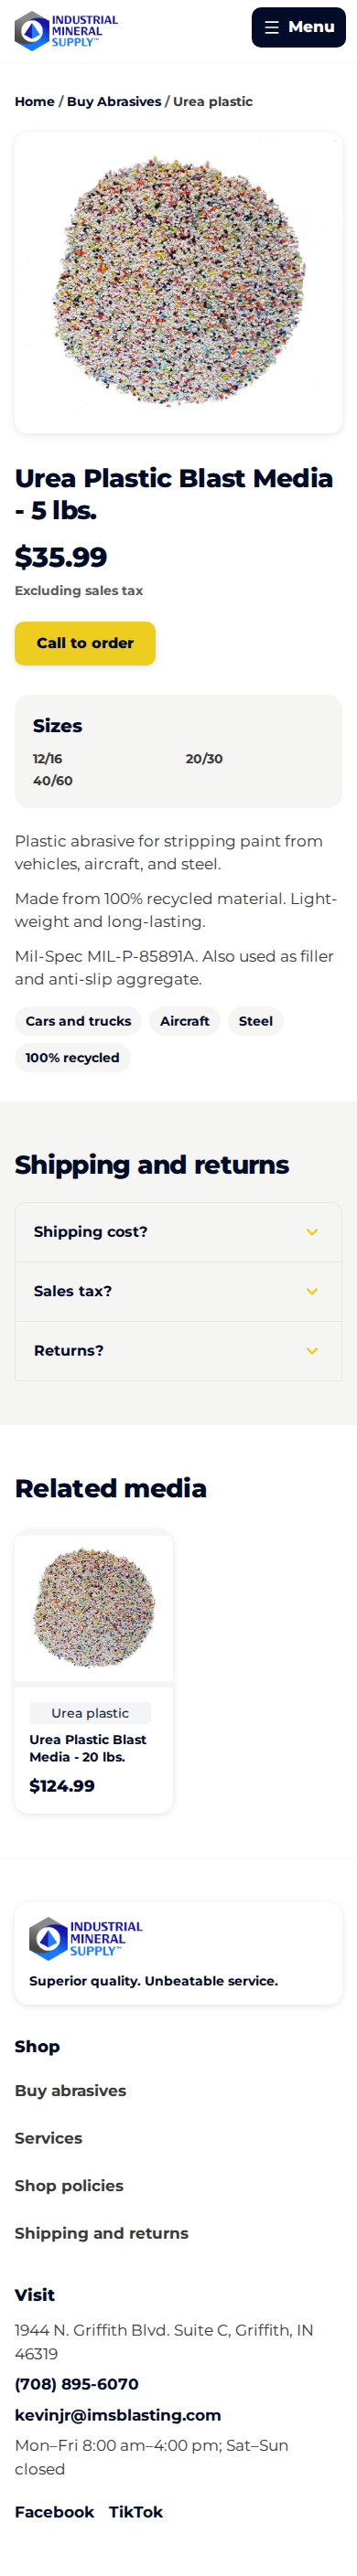 INDUSTRIAL
MINERAL
SUPPLY™
☰ Menu
Home / Buy Abrasives / Urea plastic
Urea Plastic Blast Media
- 5 lbs.
$35.99
Excluding sales tax
Call to order
Sizes
12/16 20/30
40/60
Plastic abrasive for stripping paint from
vehicles, aircraft, and steel.
Made from 100% recycled material. Light-
weight and long-lasting.
Mil-Spec MIL-P-85891A. Also used as filler
and anti-slip aggregate.
Cars and trucks Aircraft Steel
100% recycled
Shipping and returns
Shipping cost?
Sales tax?
Returns?
Related media
Urea plastic
Urea Plastic Blast
Media - 20 lbs.
$124.99
INDUSTRIAL
MINERAL
SUPPLY™
Superior quality. Unbeatable service.
Shop
Buy abrasives
Services
Shop policies
Shipping and returns
Visit
1944 N. Griffith Blvd. Suite C, Griffith, IN
46319
(708) 895-6070
kevinjr@imsblasting.com
Mon–Fri 8:00 am–4:00 pm; Sat–Sun
closed
Facebook TikTok